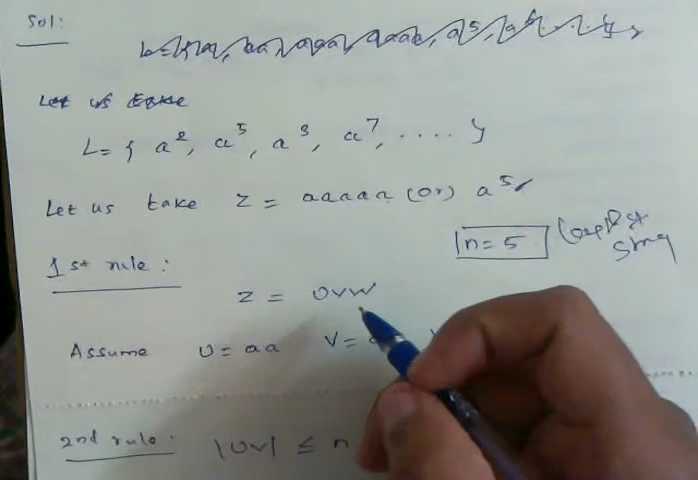 Sol:
Let us take
L = { a², a⁵, a³, a⁷, .... }
Let us take Z = aaaaa (or) a⁵
n = 5
1st rule:
Z = UVW
Assume U = aa V =
2nd rule: |UV| ≤ n